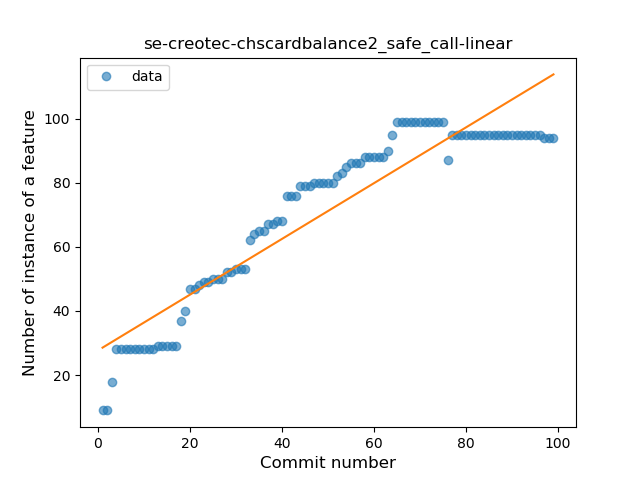 se-creotec-chscardbalance2_safe_call-linear
data
Number of instance of a feature
100
80
60
40
20
0 20 40 60 80 100
Commit number